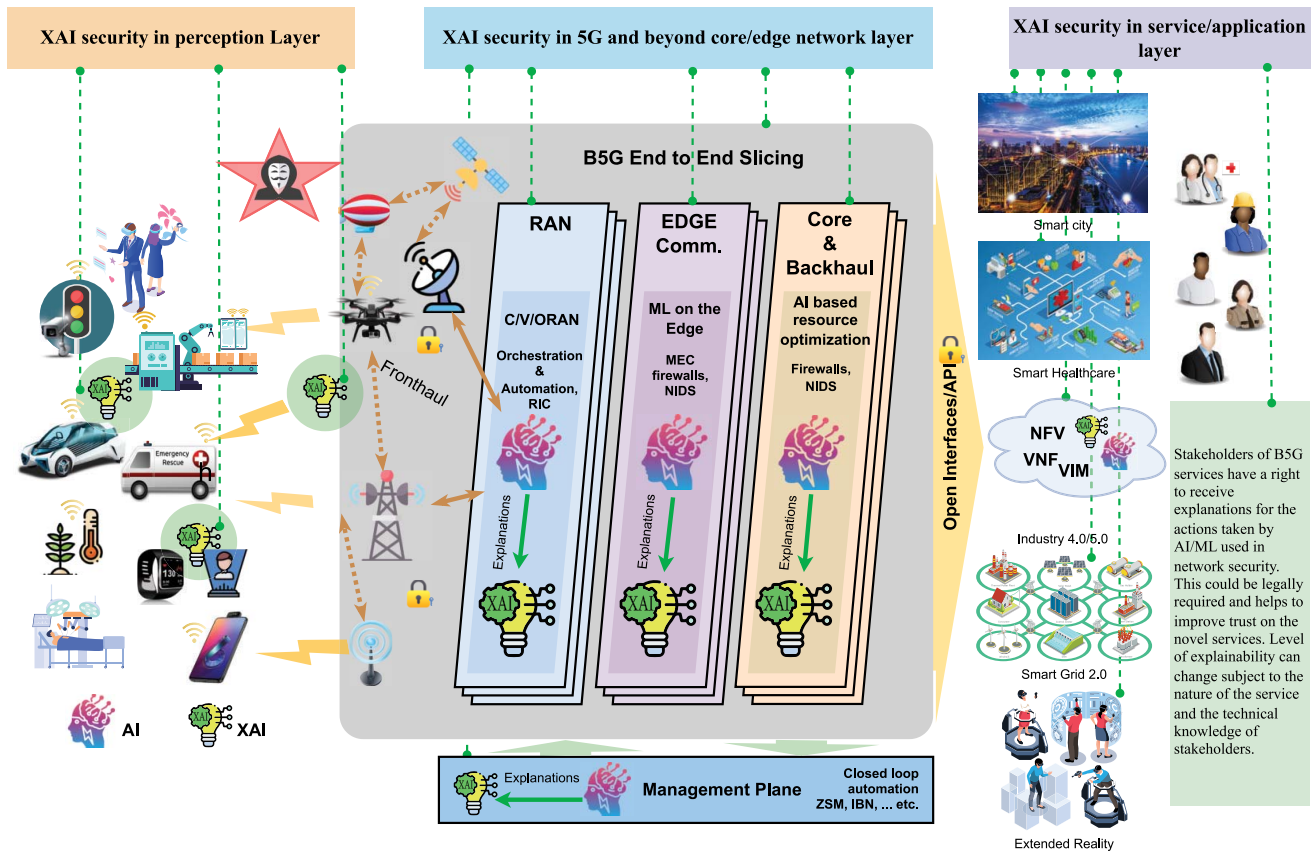 XAI security in perception Layer
XAI security in 5G and beyond core/edge network layer
XAI security in service/application
layer
B5G End to End Slicing
RAN
C/V/ORAN
Orchestration
&
Automation,
RIC
Explanations
XAI
EDGE
Comm.
ML on the
Edge
MEC
firewalls,
NIDS
Explanations
XAI
Core
&
Backhaul
AI based
resource
optimization
Firewalls,
NIDS
Explanations
XAI
Fronthaul
XAI
XAI
Emergency
Rescue
XAI
130
AI
XAI
XAI
Open Interfaces/API
Smart city
Smart Healthcare
NFV
VNF
VIM
XAI
Industry 4.0/5.0
Smart Grid 2.0
Extended Reality
Stakeholders of B5G
services have a right to
receive
explanations for the
actions taken by
AI/ML used in
network security.
This could be legally
required and helps to
improve trust on the
novel services. Level
of explainability can
change subject to the
nature of the service
and the technical
knowledge of
stakeholders.
XAI
Explanations
Management Plane
Closed loop
automation
ZSM, IBN, ... etc.